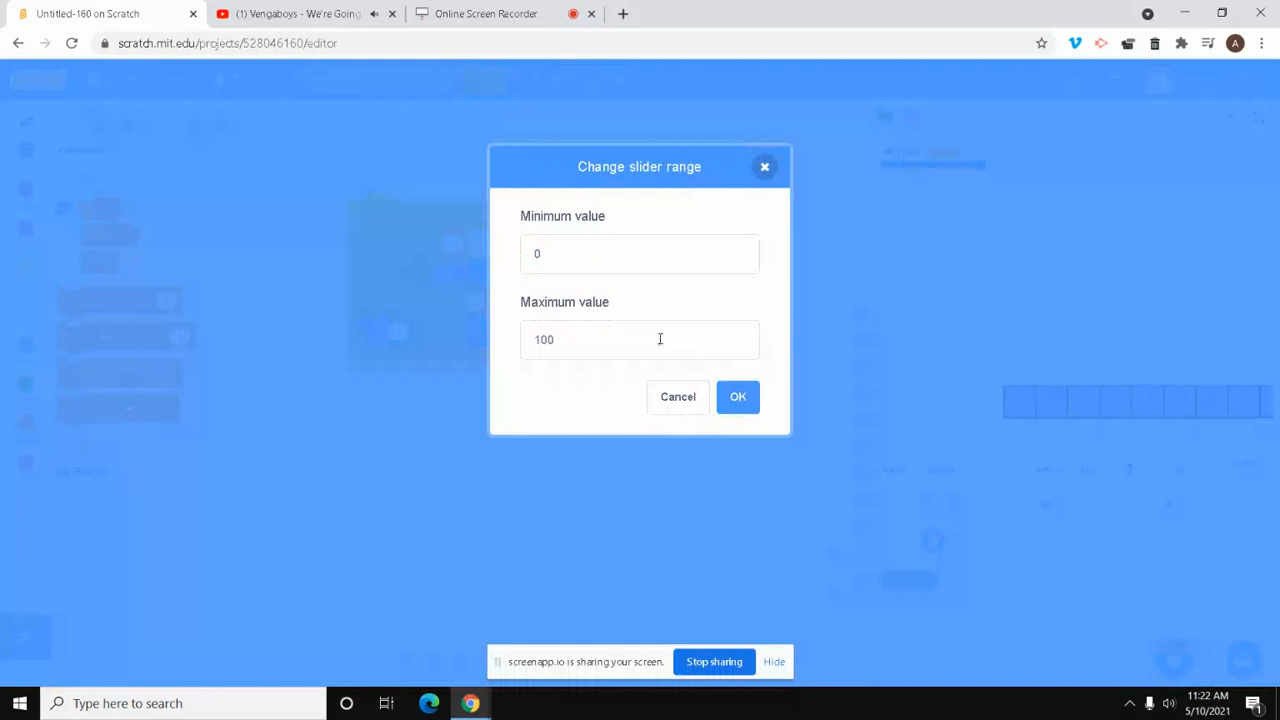 Untitled-160 on Scratch
(1) Vengaboys - We're Going
Online Screen Recorder
scratch.mit.edu/projects/528046160/editor
A
Change slider range
Minimum value
0
Maximum value
100
Cancel
OK
screenapp.io is sharing your screen.
Stop sharing
Hide
Type here to search
11:22 AM
5/10/2021
1